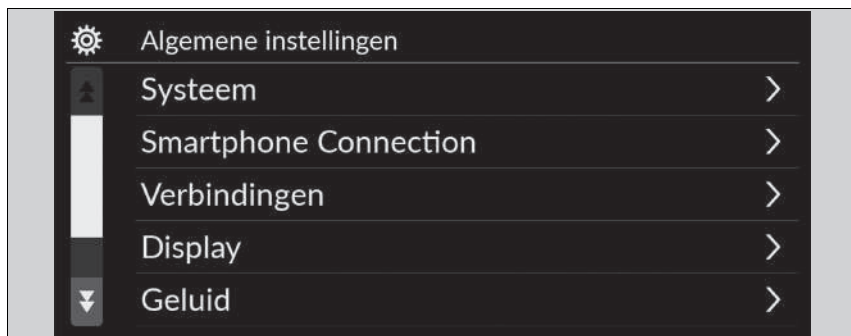 Algemene instellingen
Systeem
Smartphone Connection
Verbindingen
Display
Geluid